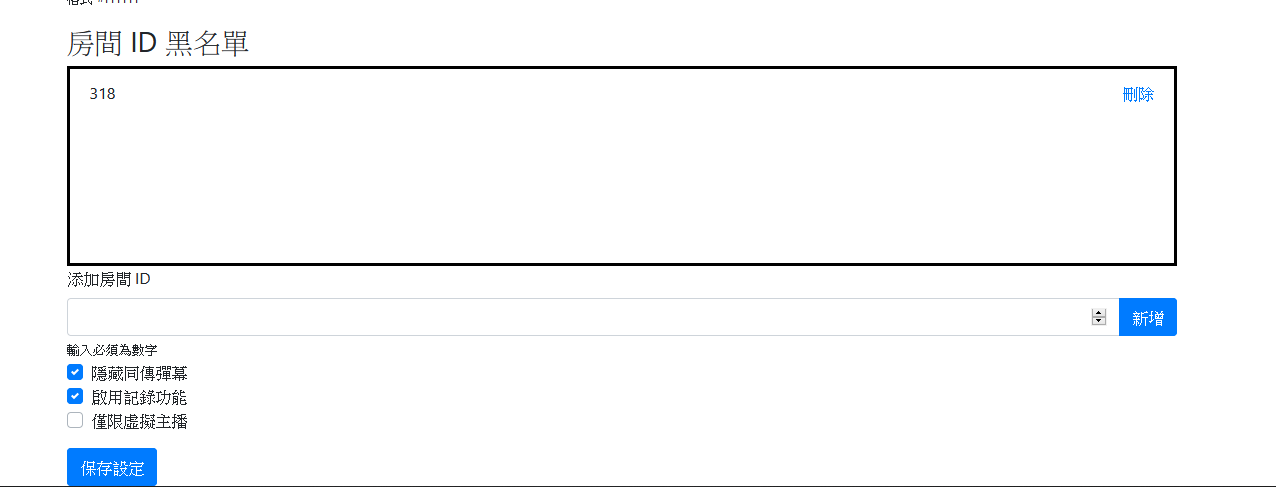 房間 ID 黑名單
318 刪除
添加房間 ID
新增
輸入必須為數字
隱藏同傳彈幕
啟用記錄功能
僅限虛擬主播
保存設定